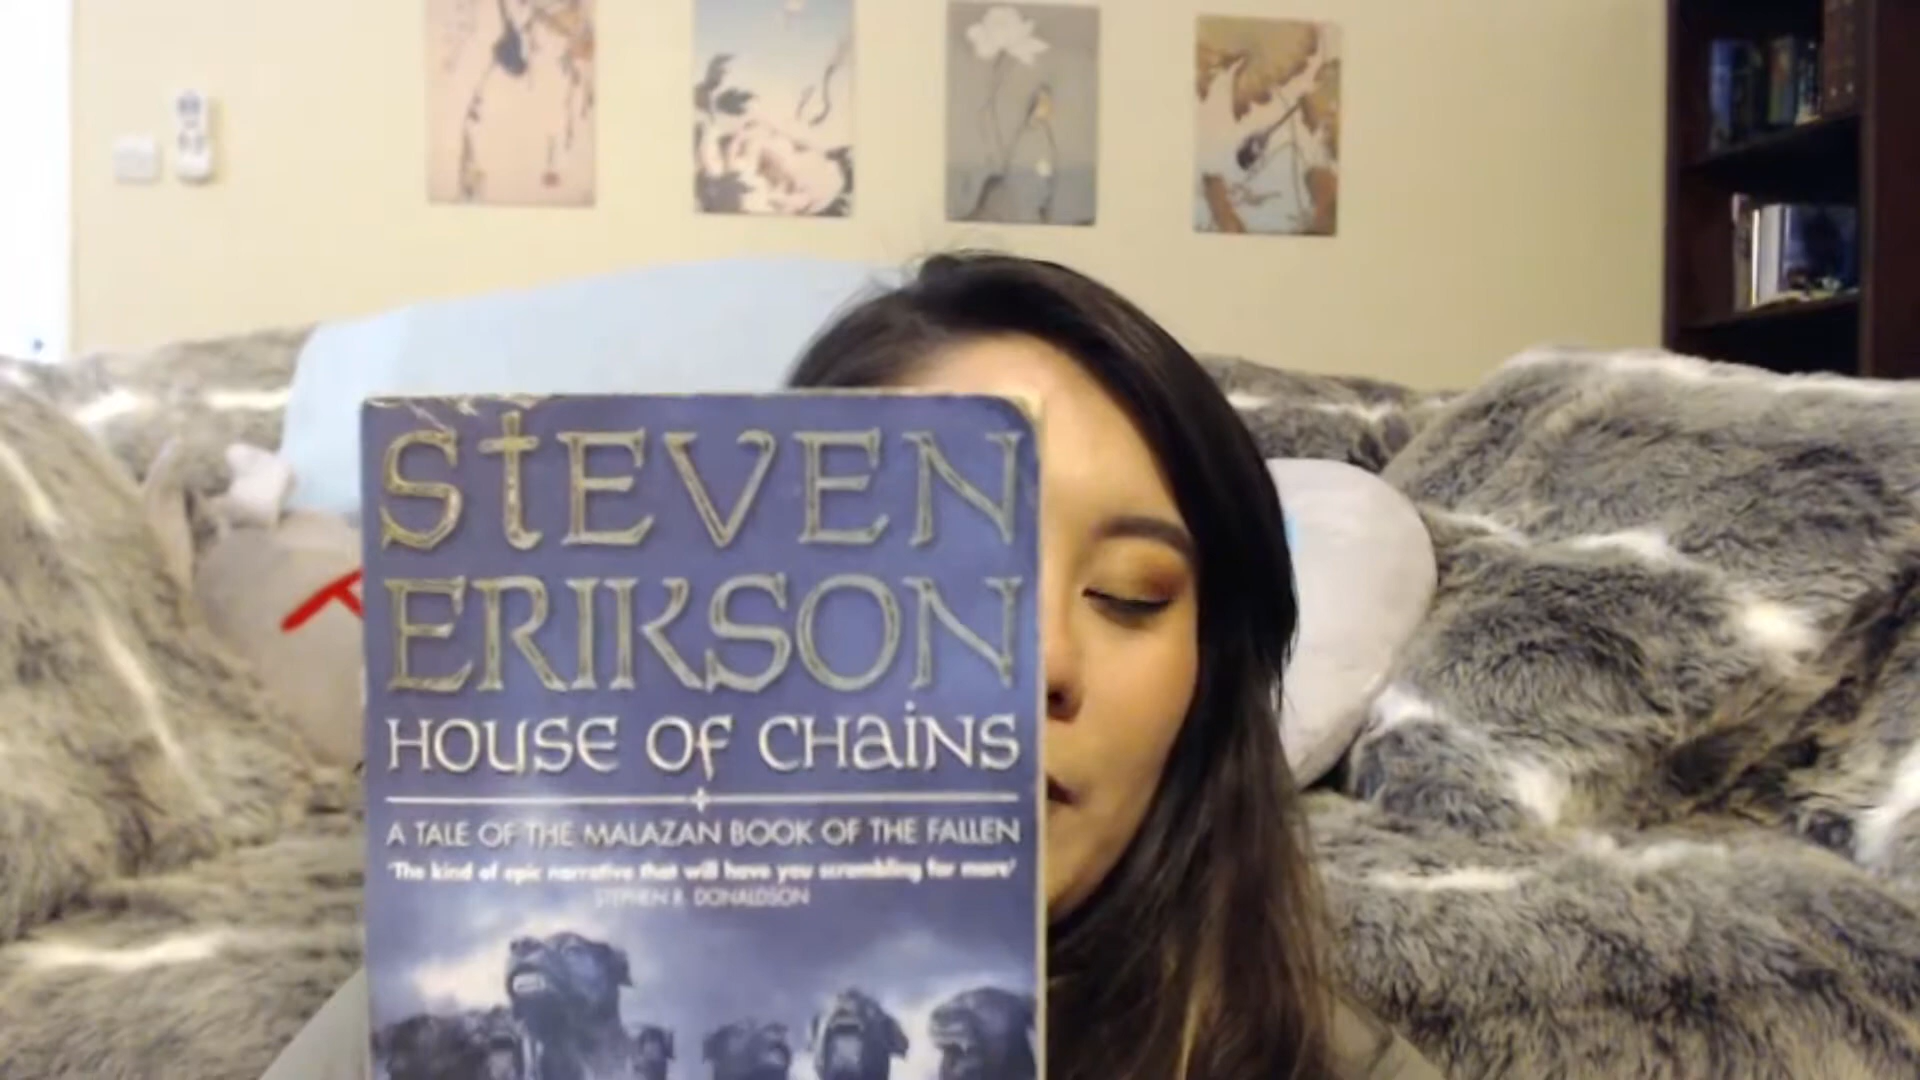 STEVEN
ERIKSON
HOUSE OF CHAINS
A TALE OF THE MALAZAN BOOK OF THE FALLEN
'The kind of epic narrative that will have you scrambling for more'
STEPHEN R. DONALDSON